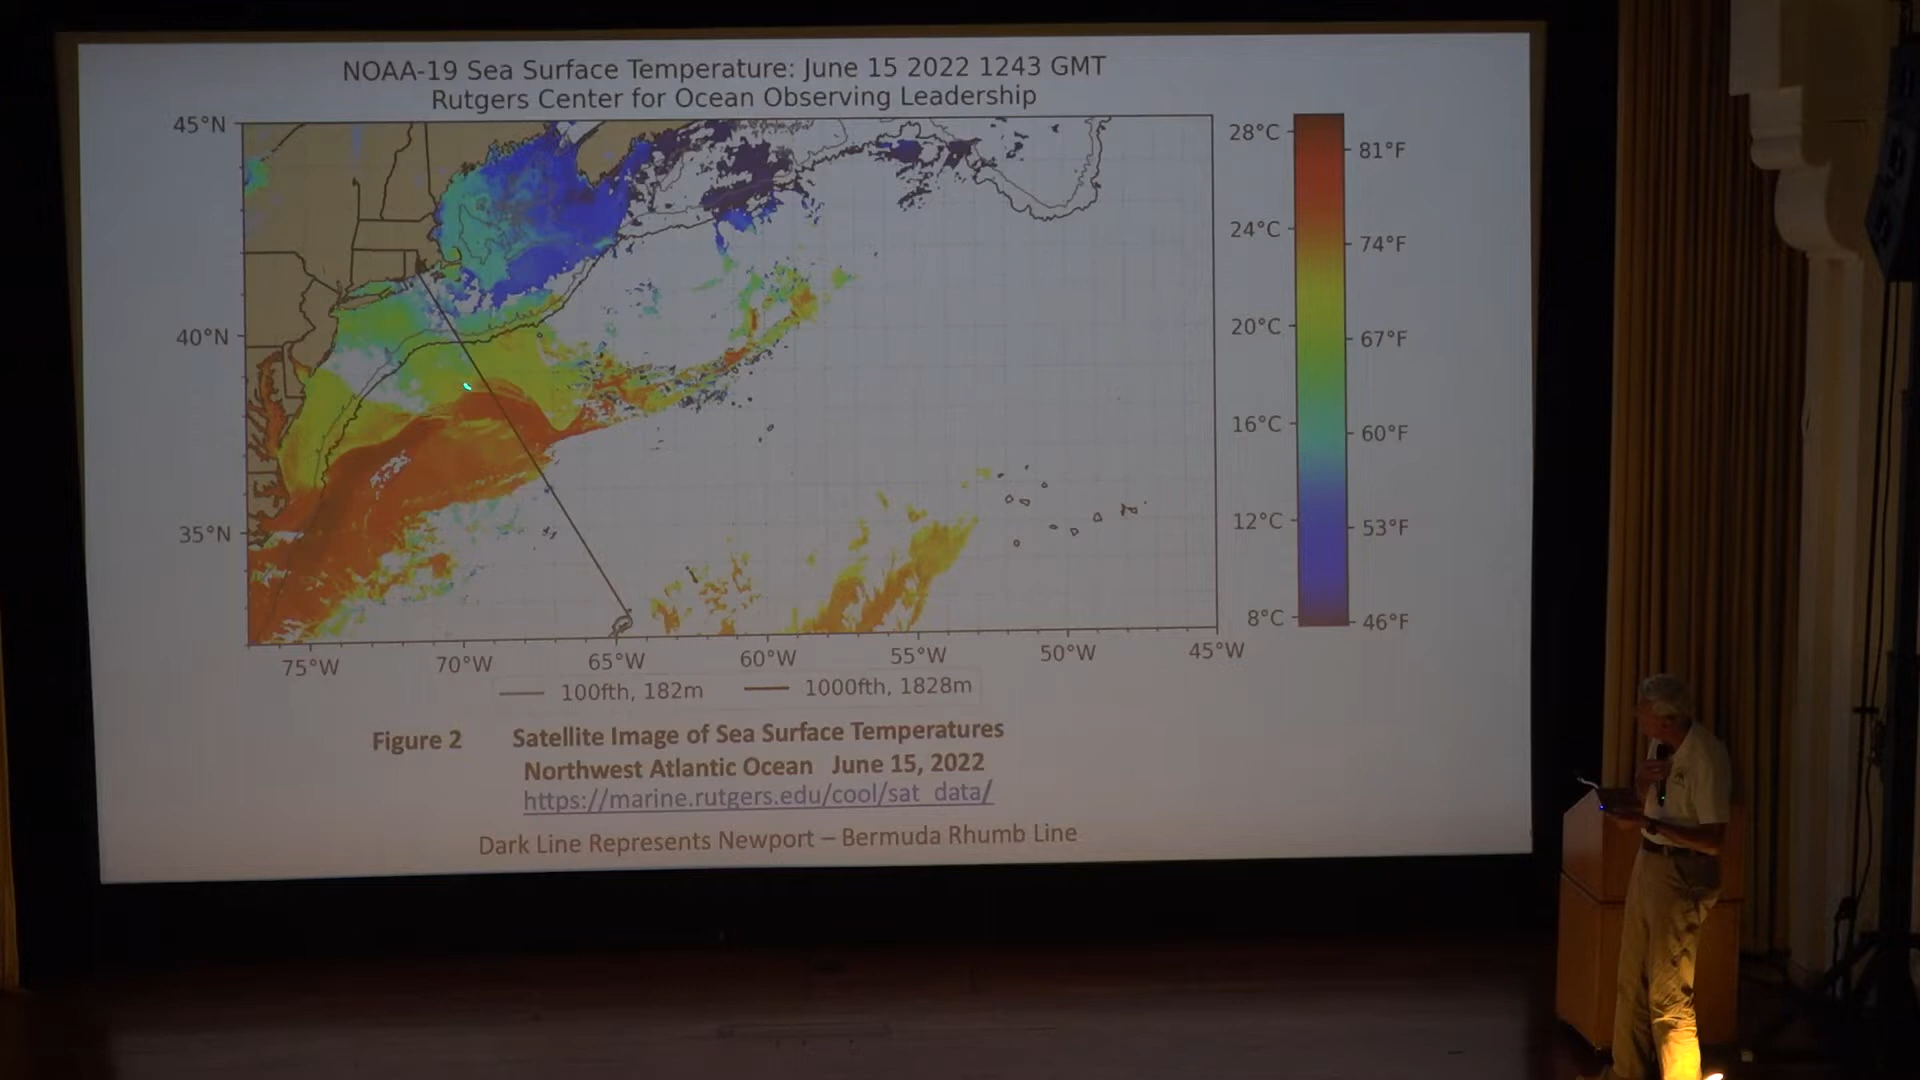 NOAA-19 Sea Surface Temperature: June 15 2022 1243 GMT
Rutgers Center for Ocean Observing Leadership
45°N
40°N
35°N
75°W
70°W
65°W
60°W
55°W
50°W
45°W
28°C
24°C
20°C
16°C
12°C
8°C
81°F
74°F
67°F
60°F
53°F
46°F
100fth, 182m
1000fth, 1828m
Figure 2 Satellite Image of Sea Surface Temperatures
Northwest Atlantic Ocean June 15, 2022
https://marine.rutgers.edu/cool/sat_data/
Dark Line Represents Newport – Bermuda Rhumb Line